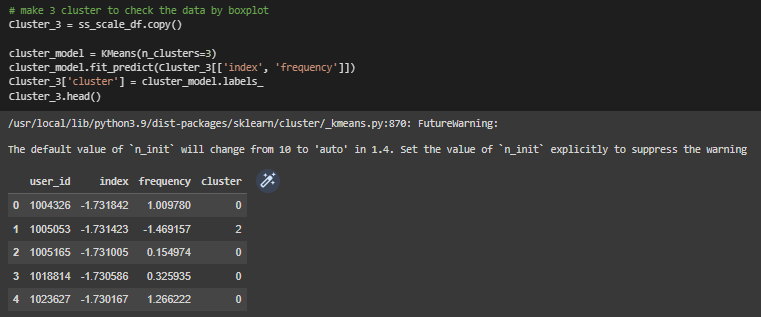 # make 3 cluster to check the data by boxplot
Cluster_3 = ss_scale_df.copy()
cluster_model = KMeans(n_clusters=3)
cluster_model.fit_predict(Cluster_3[['index', 'frequency']])
Cluster_3['cluster'] = cluster_model.labels_
Cluster_3.head()
/usr/local/lib/python3.9/dist-packages/sklearn/cluster/_kmeans.py:870: FutureWarning:
The default value of `n_init` will change from 10 to 'auto' in 1.4. Set the value of `n_init` explicitly to suppress the warning
user_id index frequency cluster
0 1004326 -1.731842 1.009780 0
1 1005053 -1.731423 -1.469157 2
2 1005165 -1.731005 0.154974 0
3 1018814 -1.730586 0.325935 0
4 1023627 -1.730167 1.266222 0